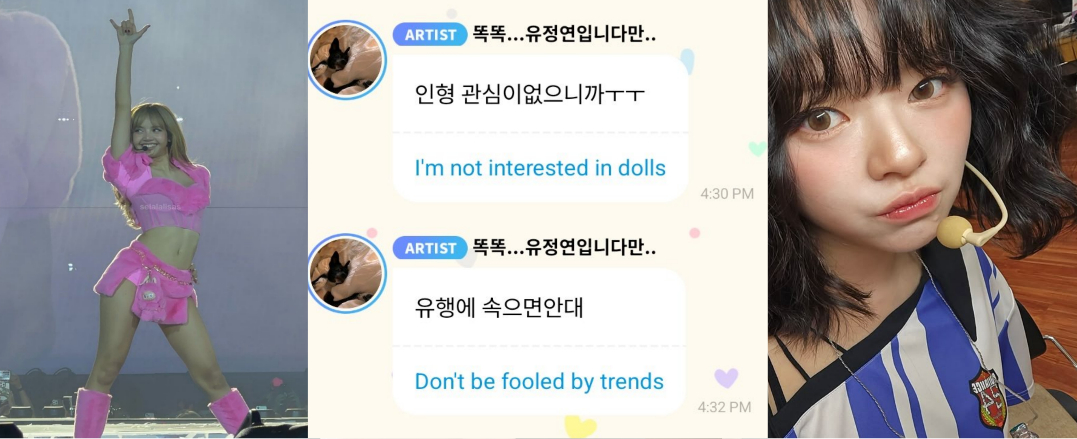 ARTIST 똑똑...유정연입니다만..
인형 관심이없으니까ㅜㅜ
I'm not interested in dolls
4:30 PM
ARTIST 똑똑...유정연입니다만..
유행에 속으면안대
Don't be fooled by trends
4:32 PM